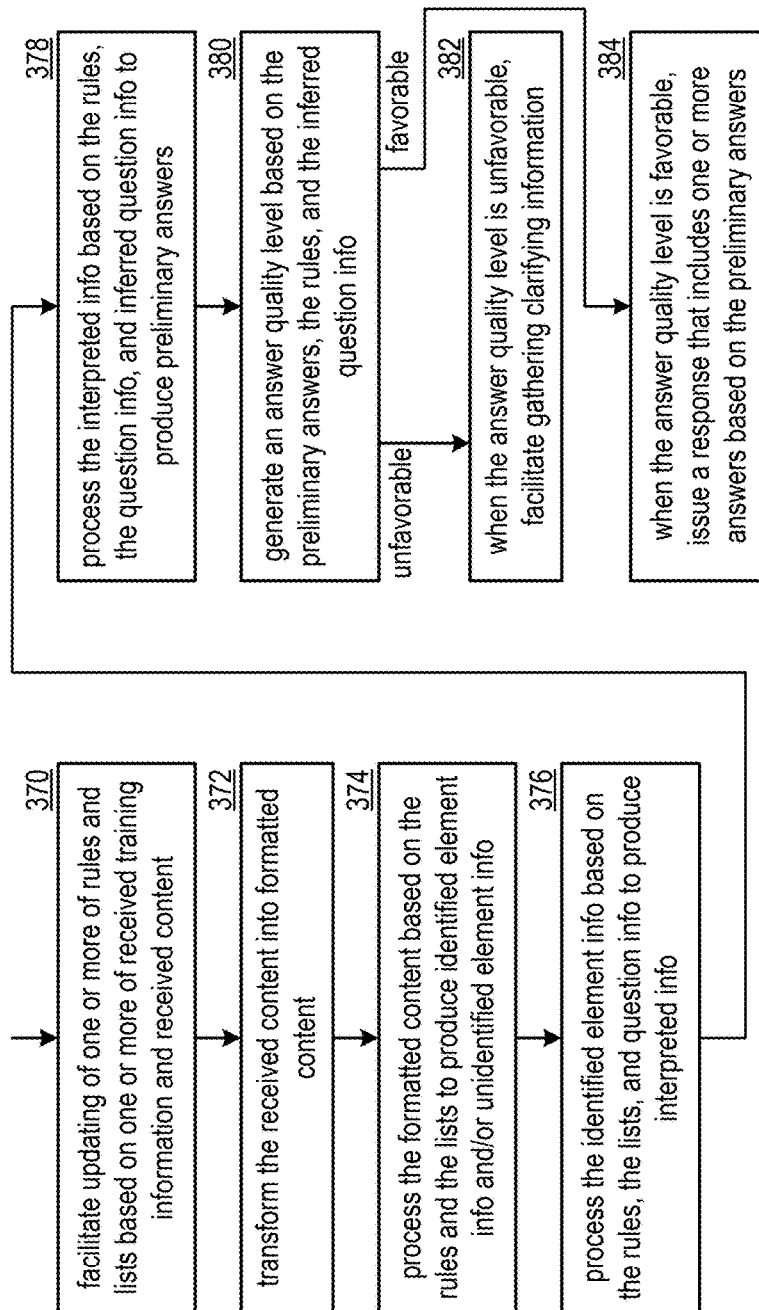 370
facilitate updating of one or more of rules and
lists based on one or more of received training
information and received content
372
transform the received content into formatted
content
374
process the formatted content based on the
rules and the lists to produce identified element
info and/or unidentified element info
376
process the identified element info based on
the rules, the lists, and question info to produce
interpreted info
378
process the interpreted info based on the rules,
the question info, and inferred question info to
produce preliminary answers
380
generate an answer quality level based on the
preliminary answers, the rules, and the inferred
question info
unfavorable
favorable
382
when the answer quality level is unfavorable,
facilitate gathering clarifying information
384
when the answer quality level is favorable,
issue a response that includes one or more
answers based on the preliminary answers